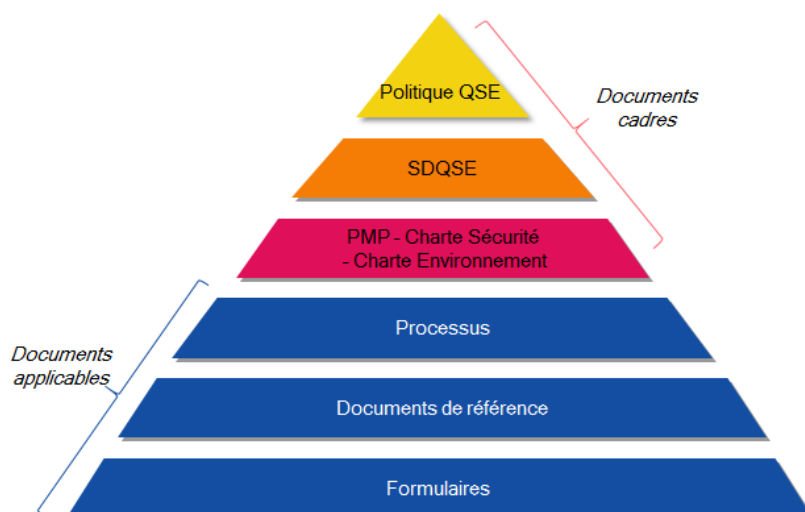 Politique QSE
Documents
cadres
SDQSE
PMP - Charte Sécurité
- Charte Environnement
Processus
Documents
applicables
Documents de référence
Formulaires